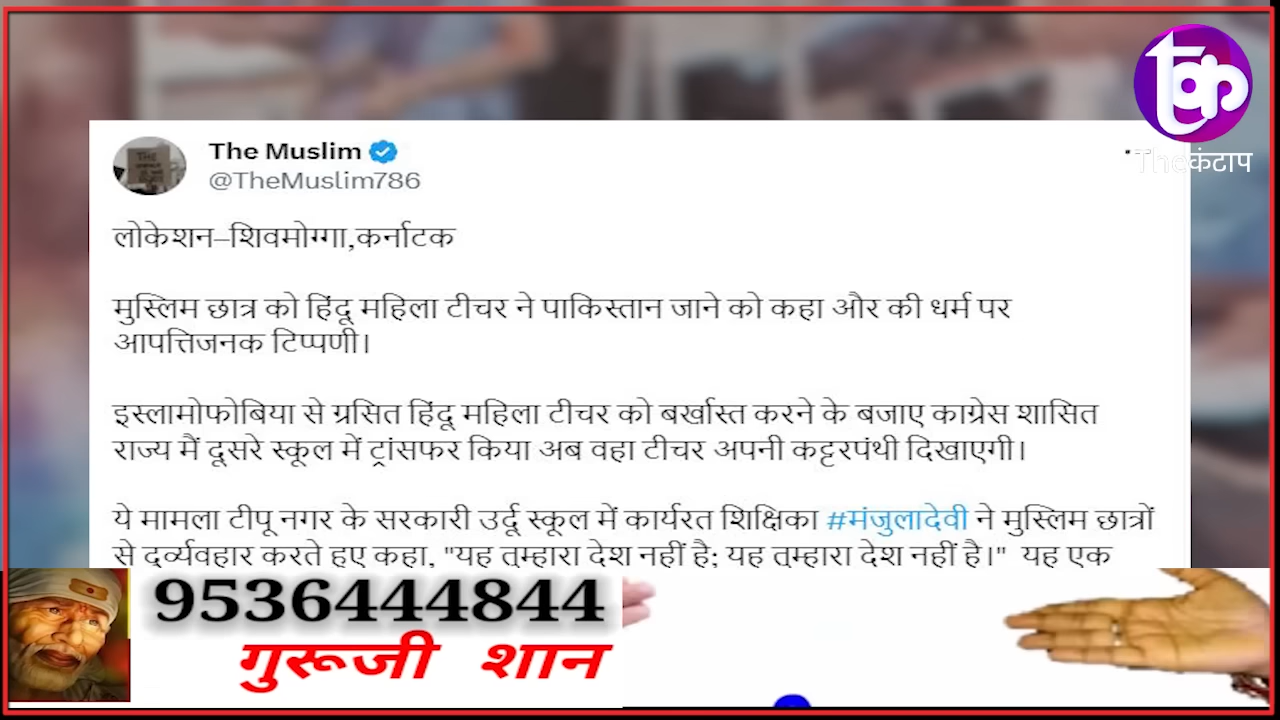 The Muslim
@TheMuslim786
Theकंटाप
लोकेशन–शिवमोग्गा,कर्नाटक
मुस्लिम छात्र को हिंदू महिला टीचर ने पाकिस्तान जाने को कहा और की धर्म पर
आपत्तिजनक टिप्पणी।
इस्लामोफोबिया से ग्रसित हिंदू महिला टीचर को बर्खास्त करने के बजाए काग्रेस शासित
राज्य मैं दूसरे स्कूल में ट्रांसफर किया अब वहा टीचर अपनी कट्टरपंथी दिखाएगी।
ये मामला टीपू नगर के सरकारी उर्दू स्कूल में कार्यरत शिक्षिका #मंजुलादेवी ने मुस्लिम छात्रों
से दुर्व्यवहार करते हुए कहा, "यह तुम्हारा देश नहीं है; यह तुम्हारा देश नहीं है।" यह एक
9536444844
गुरूजी शान